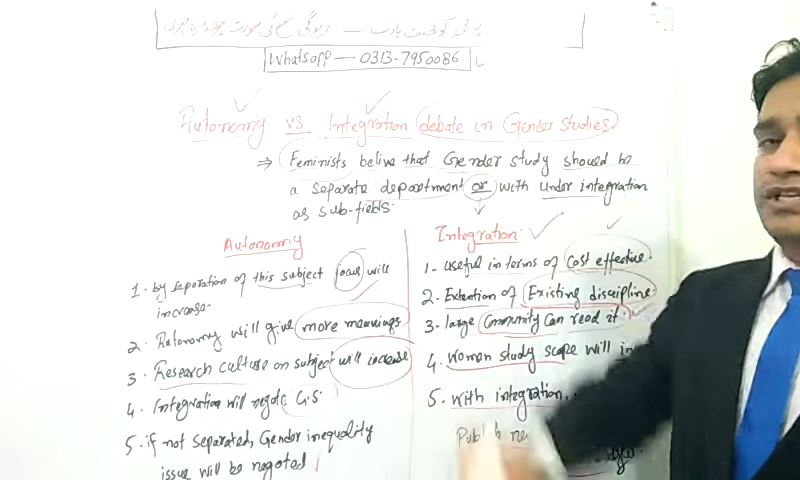 Whatsapp — 0313-7950086
Autonomy vs Integration debate in Gender Studies.
⇒ Feminists belive that Gender study should be
a separate department or with under integration
as sub-fields.
Autonomy
1. by separation of this subject focus will
increase.
2. Autonomy will give more meanings
3. Research culture on subject will increase
4. Integration will negate G.S
5. if not separated, Gender inequality
issue will be negated
Integration
1- useful in terms of cost effective.
2. Extention of Existing discipline.
3. large Community can read it.
4. women study scope will in
5. with integration,